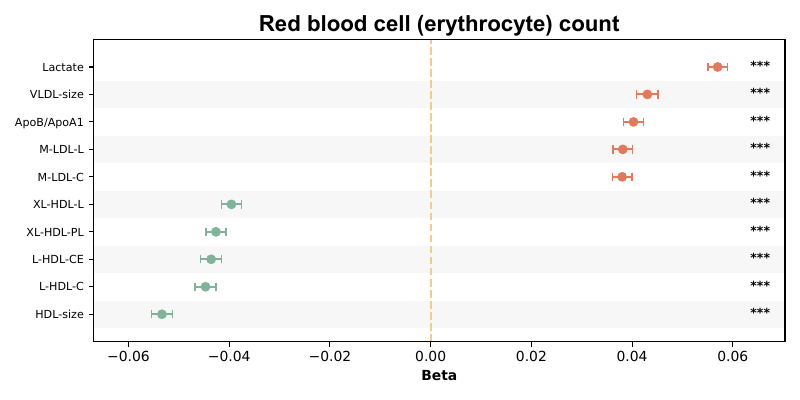 Red blood cell (erythrocyte) count
Lactate ***
VLDL-size ***
ApoB/ApoA1 ***
M-LDL-L ***
M-LDL-C ***
XL-HDL-L ***
XL-HDL-PL ***
L-HDL-CE ***
L-HDL-C ***
HDL-size ***
−0.06 −0.04 −0.02 0.00 0.02 0.04 0.06
Beta